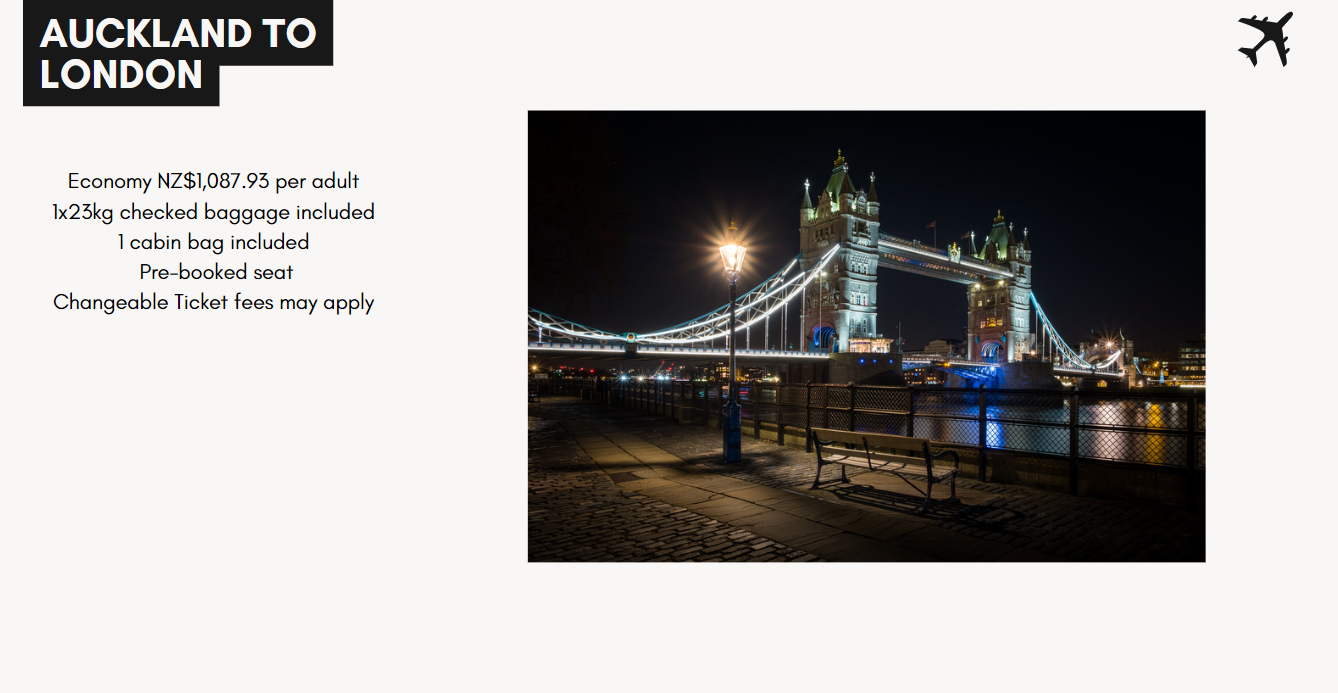 AUCKLAND TO
LONDON
Economy NZ$1,087.93 per adult
1x23kg checked baggage included
1 cabin bag included
Pre-booked seat
Changeable Ticket fees may apply